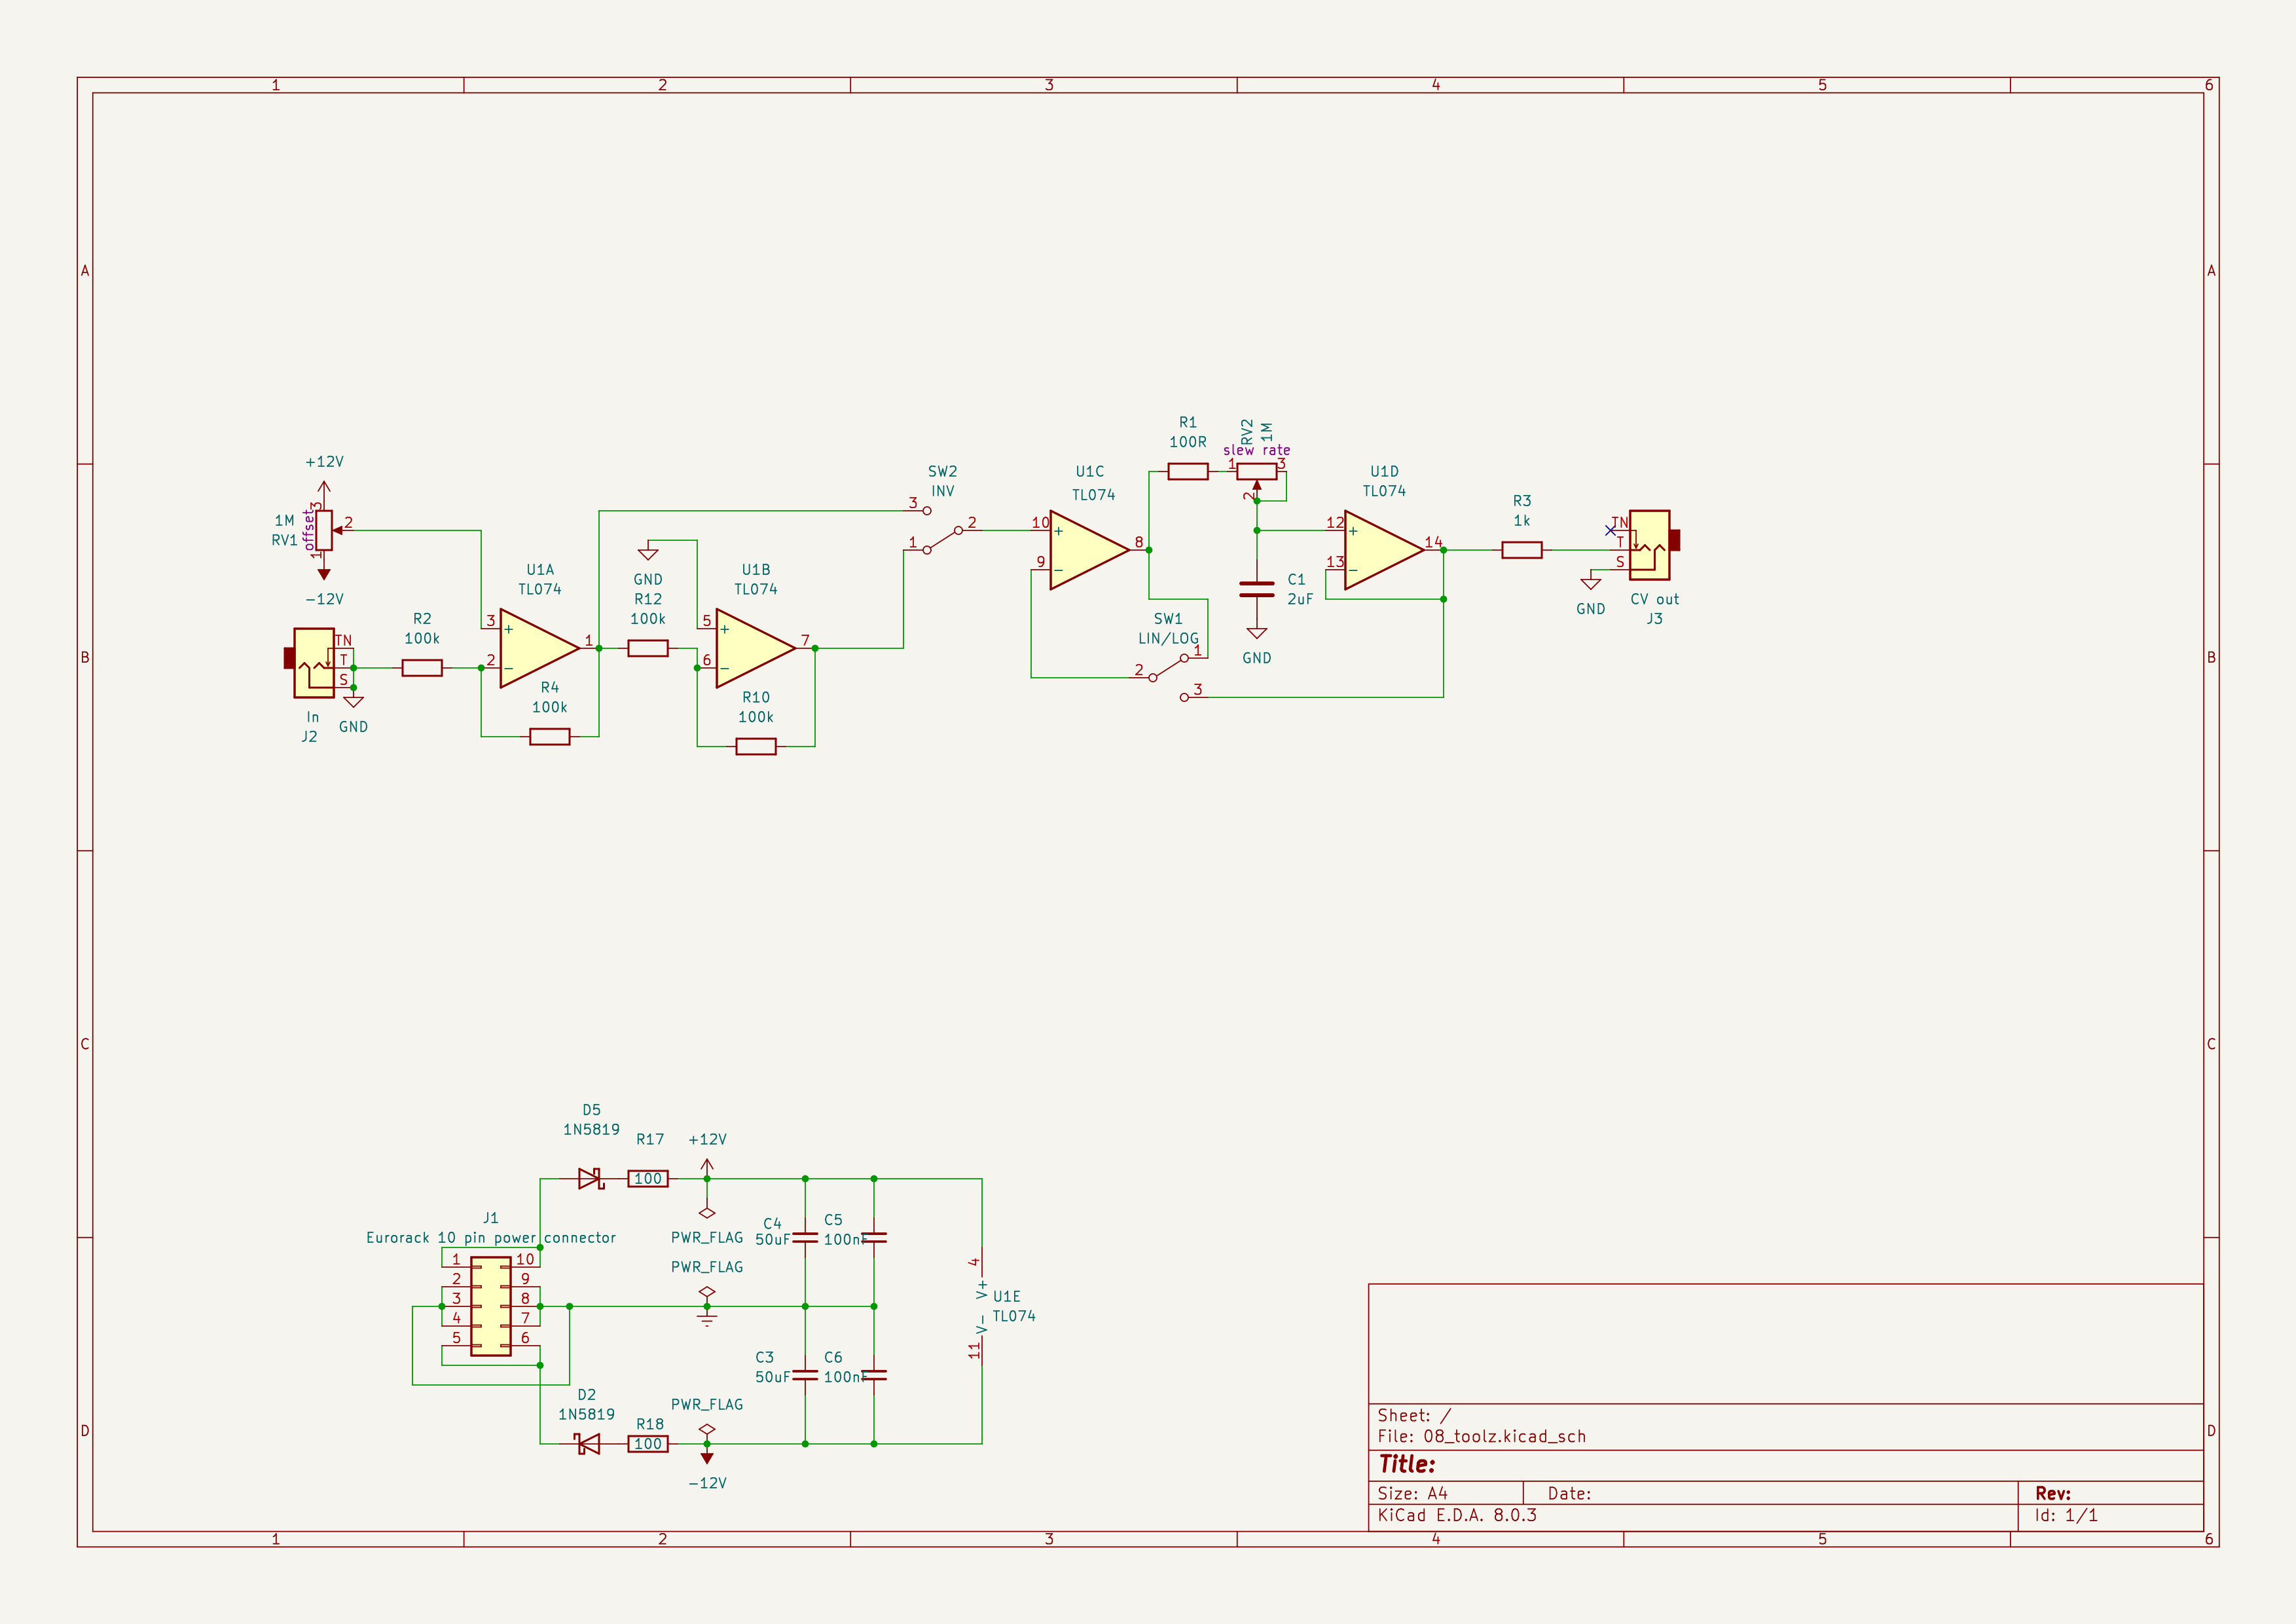 1 2 3 4 5 6
A A
B B
C C
D D
R1
100R
RV2
1M
slew rate
1 3
2
+12V
3
1M
RV1
offset
2
1
-12V
SW2
INV
3
2
1
U1C
TL074
10
+
9
-
8
U1D
TL074
12
+
13
-
14
R3
1k
TN
T
S
GND
CV out
J3
C1
2uF
GND
SW1
LIN/LOG
1
2
3
U1A
TL074
3
+
2
-
1
GND
R12
100k
U1B
TL074
5
+
6
-
7
R2
100k
TN
T
S
In
J2
GND
R4
100k
R10
100k
D5
1N5819
R17
100
+12V
J1
Eurorack 10 pin power connector
1 10
2 9
3 8
4 7
5 6
PWR_FLAG
PWR_FLAG
C4
50uF
C5
100nF
4
V+
U1E
TL074
V-
11
C3
50uF
C6
100nF
D2
1N5819
R18
100
PWR_FLAG
-12V
Sheet: /
File: 08_toolz.kicad_sch
Title:
Size: A4 Date: Rev:
KiCad E.D.A. 8.0.3 Id: 1/1
1 2 3 4 5 6